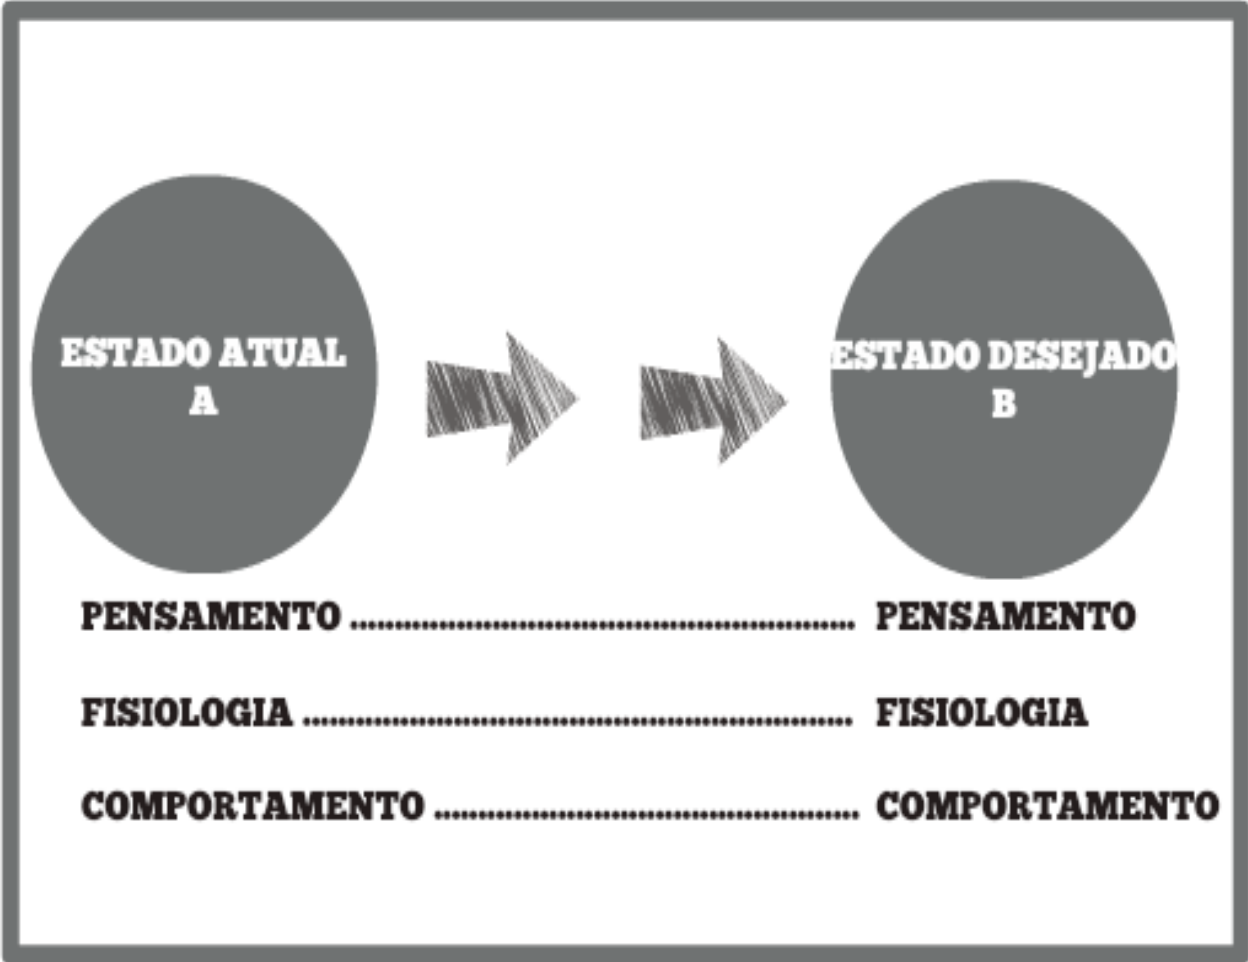 ESTADO ATUAL
A
ESTADO DESEJADO
B
PENSAMENTO ........................................................ PENSAMENTO
FISIOLOGIA ............................................................. FISIOLOGIA
COMPORTAMENTO ............................................... COMPORTAMENTO